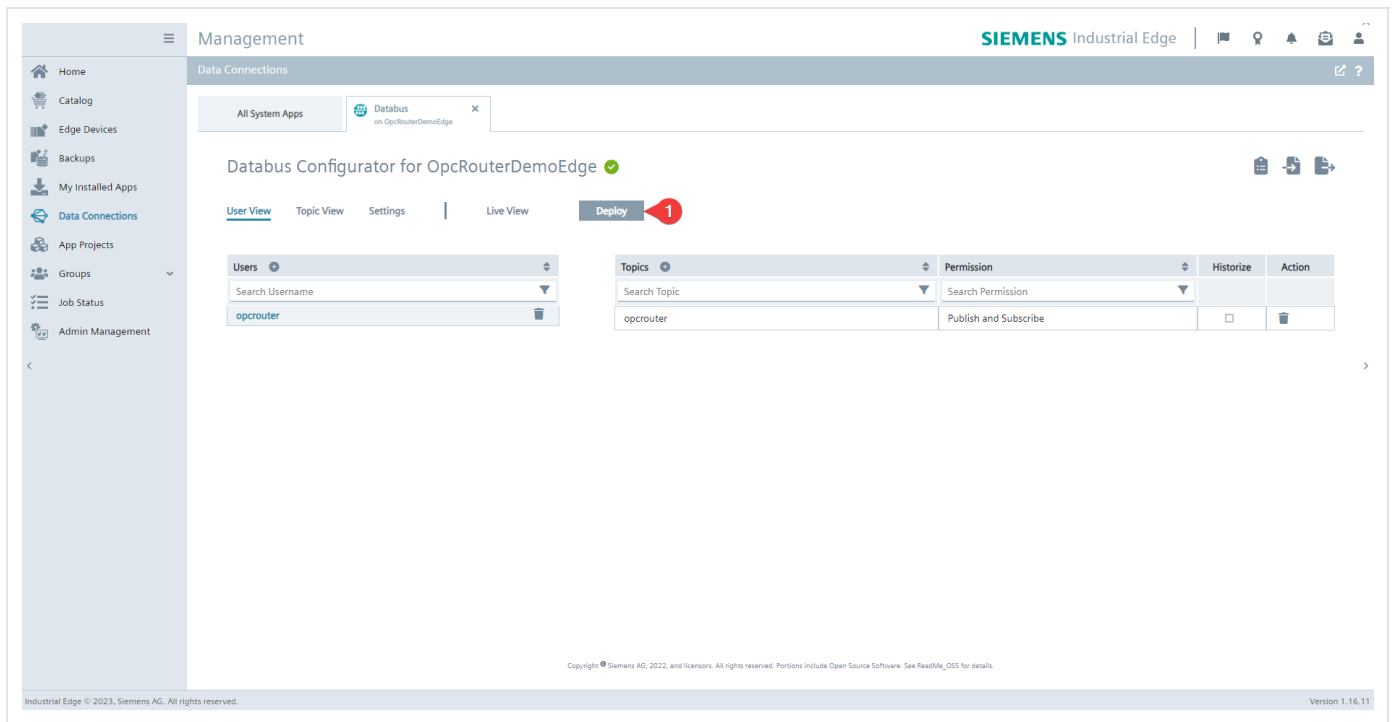 Management
SIEMENS Industrial Edge
Home
Catalog
Edge Devices
Backups
My Installed Apps
Data Connections
App Projects
Groups
Job Status
Admin Management
Data Connections
?
All System Apps
Databus
on OpcRouterDemoEdge
Databus Configurator for OpcRouterDemoEdge
User View Topic View Settings Live View Deploy 1
Users
Search Username
opcrouter
Topics Permission Historize Action
Search Topic Search Permission
opcrouter Publish and Subscribe
Copyright © Siemens AG, 2022, and licensors. All rights reserved. Portions include Open Source Software. See ReadMe_OSS for details.
Industrial Edge © 2023, Siemens AG. All rights reserved. Version 1.16.11